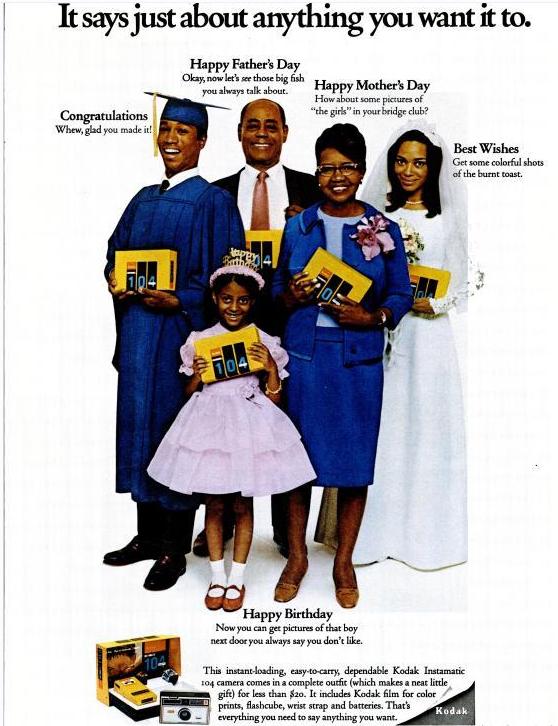 It says just about anything you want it to.
Happy Father's Day
Okay, now let's see those big fish
you always talk about.
Happy Mother's Day
How about some pictures of
"the girls" in your bridge club?
Congratulations
Whew, glad you made it!
Best Wishes
Get some colorful shots
of the burnt toast.
Happy
Birthday
104
104
104
104
104
Happy Birthday
Now you can get pictures of that boy
next door you always say you don't like.
104
This instant-loading, easy-to-carry, dependable Kodak Instamatic
104 camera comes in a complete outfit (which makes a neat little
gift) for less than $20. It includes Kodak film for color
prints, flashcube, wrist strap and batteries. That's
everything you need to say anything you want.
Kodak